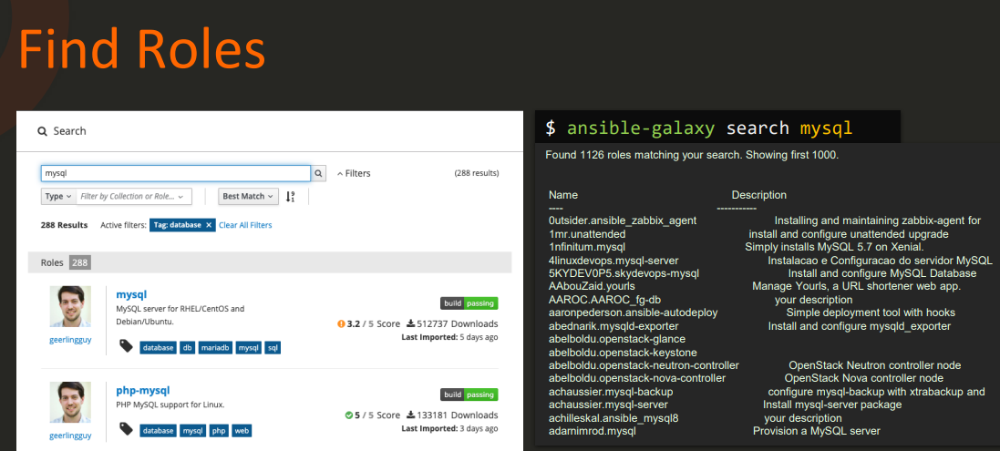 Find Roles
Search
mysql
Filters
(288 results)
Type Filter by Collection or Role... Best Match
288 Results Active filters: Tag: database ✕ Clear All Filters
Roles 288
mysql
MySQL server for RHEL/CentOS and
Debian/Ubuntu.
geerlingguy
database db mariadb mysql sql
build passing
3.2 / 5 Score 512737 Downloads
Last Imported: 5 days ago
php-mysql
PHP MySQL support for Linux.
geerlingguy
database mysql php web
build passing
5 / 5 Score 133181 Downloads
Last Imported: 3 days ago
$ ansible-galaxy search mysql
Found 1126 roles matching your search. Showing first 1000.
Name Description
---- -----------
0utsider.ansible_zabbix_agent Installing and maintaining zabbix-agent for
1mr.unattended install and configure unattended upgrade
1nfinitum.mysql Simply installs MySQL 5.7 on Xenial.
4linuxdevops.mysql-server Instalacao e Configuracao do servidor MySQL
5KYDEV0P5.skydevops-mysql Install and configure MySQL Database
AAbouZaid.yourls Manage Yourls, a URL shortener web app.
AAROC.AAROC_fg-db your description
aaronpederson.ansible-autodeploy Simple deployment tool with hooks
abednarik.mysqld-exporter Install and configure mysqld_exporter
abelboldu.openstack-glance
abelboldu.openstack-keystone
abelboldu.openstack-neutron-controller OpenStack Neutron controller node
abelboldu.openstack-nova-controller OpenStack Nova controller node
achaussier.mysql-backup configure mysql-backup with xtrabackup and
achaussier.mysql-server Install mysql-server package
achilleskal.ansible_mysql8 your description
adamimrod.mysql Provision a MySQL server